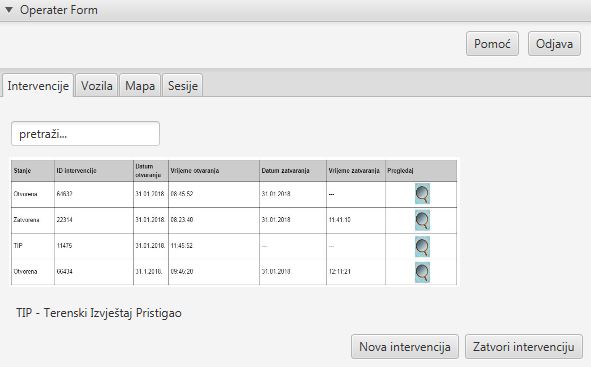 Operater Form
Pomoć Odjava
Intervencije Vozila Mapa Sesije
pretraži...
Stanje ID intervencije Datum otvaranja Vrijeme otvaranja Datum zatvaranja Vrijeme zatvaranja Pregledaj
Otvorena 64632 31.01.2018. 08:45:52 31.01.2018. ---
Zatvorena 22314 31.01.2018. 08:23:40 31.01.2018. 11:41:10
TIP 11475 31.01.2018. 11:45:52 --- ---
Otvorena 66434 31.1.2018. 09:46:20 31.01.2018. 12:11:21
TIP - Terenski Izvještaj Pristigao
Nova intervencija Zatvori intervenciju